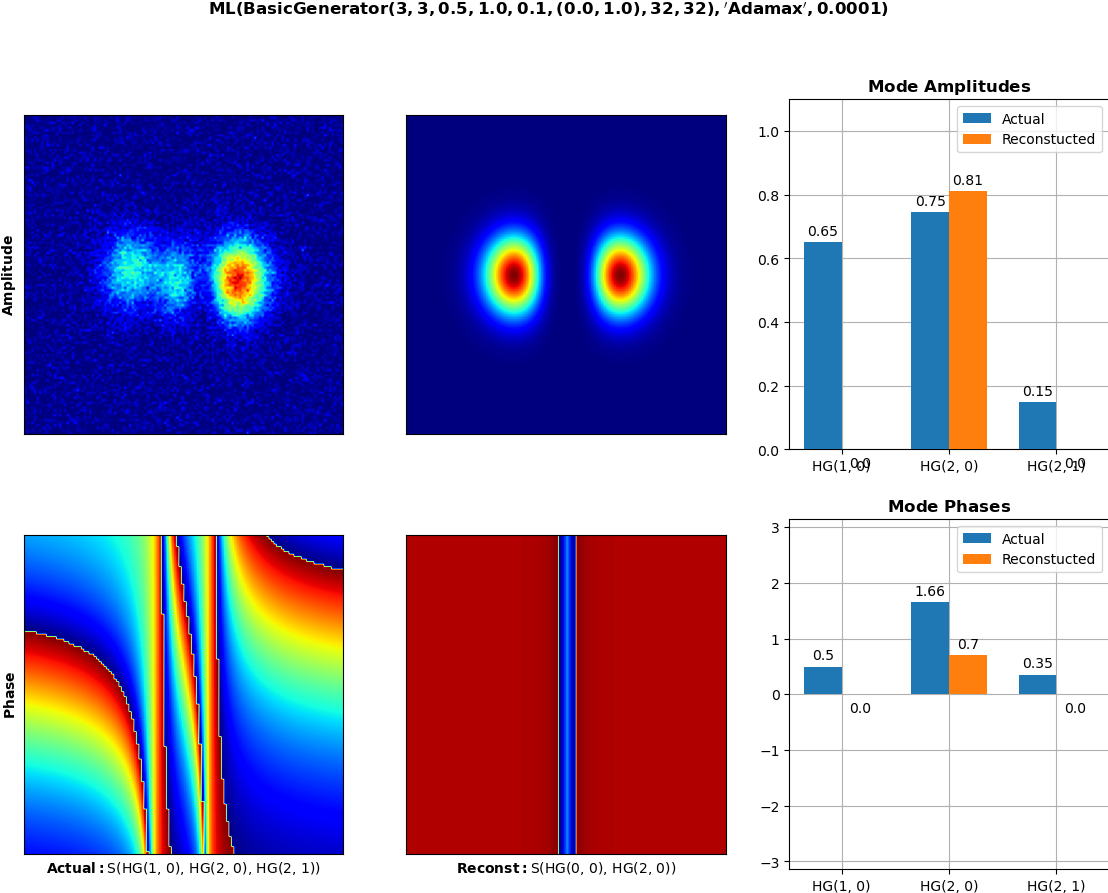 ML(BasicGenerator(3, 3, 0.5, 1.0, 0.1, (0.0, 1.0), 32, 32), ′Adamax′, 0.0001)
Amplitude
Mode Amplitudes
Actual
Reconstucted
1.0
0.8
0.6
0.4
0.2
0.0
0.65
0.0
0.75
0.81
0.15
0.0
HG(1, 0)
HG(2, 0)
HG(2, 1)
Phase
Actual: S(HG(1, 0), HG(2, 0), HG(2, 1))
Reconst: S(HG(0, 0), HG(2, 0))
Mode Phases
Actual
Reconstucted
3
2
1
0
−1
−2
−3
0.5
0.0
1.66
0.7
0.35
0.0
HG(1, 0)
HG(2, 0)
HG(2, 1)